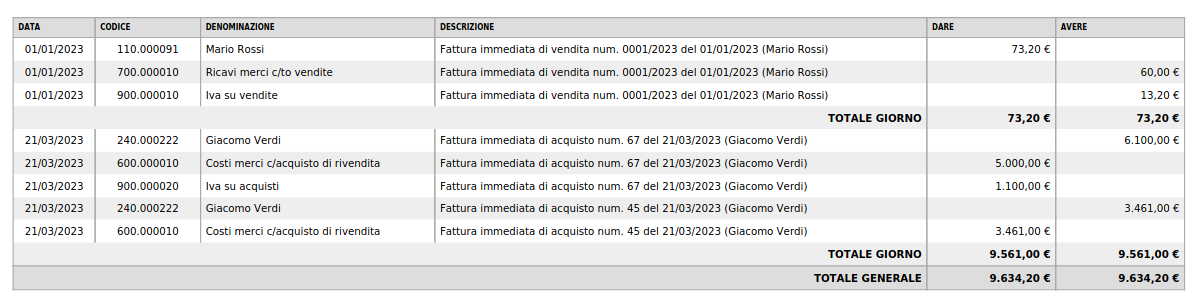 DATA CODICE DENOMINAZIONE DESCRIZIONE DARE AVERE
01/01/2023 110.000091 Mario Rossi Fattura immediata di vendita num. 0001/2023 del 01/01/2023 (Mario Rossi) 73,20 €
01/01/2023 700.000010 Ricavi merci c/to vendite Fattura immediata di vendita num. 0001/2023 del 01/01/2023 (Mario Rossi) 60,00 €
01/01/2023 900.000010 Iva su vendite Fattura immediata di vendita num. 0001/2023 del 01/01/2023 (Mario Rossi) 13,20 €
TOTALE GIORNO 73,20 € 73,20 €
21/03/2023 240.000222 Giacomo Verdi Fattura immediata di acquisto num. 67 del 21/03/2023 (Giacomo Verdi) 6.100,00 €
21/03/2023 600.000010 Costi merci c/acquisto di rivendita Fattura immediata di acquisto num. 67 del 21/03/2023 (Giacomo Verdi) 5.000,00 €
21/03/2023 900.000020 Iva su acquisti Fattura immediata di acquisto num. 67 del 21/03/2023 (Giacomo Verdi) 1.100,00 €
21/03/2023 240.000222 Giacomo Verdi Fattura immediata di acquisto num. 45 del 21/03/2023 (Giacomo Verdi) 3.461,00 €
21/03/2023 600.000010 Costi merci c/acquisto di rivendita Fattura immediata di acquisto num. 45 del 21/03/2023 (Giacomo Verdi) 3.461,00 €
TOTALE GIORNO 9.561,00 € 9.561,00 €
TOTALE GENERALE 9.634,20 € 9.634,20 €